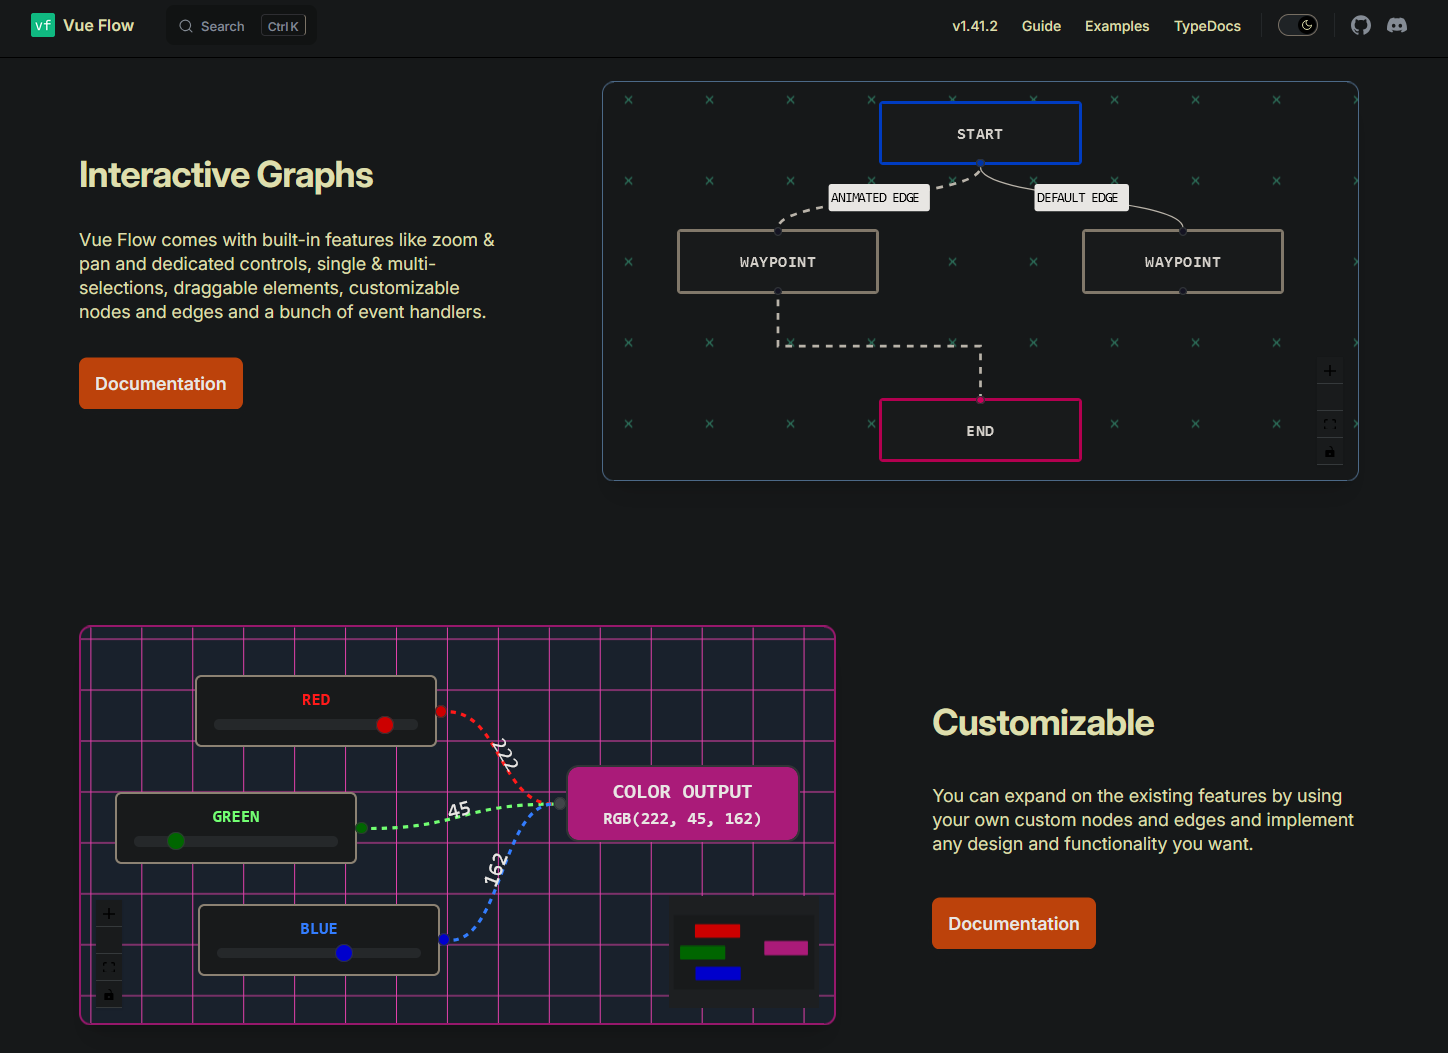 vf Vue Flow
Search Ctrl K
v1.41.2 Guide Examples TypeDocs
Interactive Graphs
Vue Flow comes with built-in features like zoom &
pan and dedicated controls, single & multi-
selections, draggable elements, customizable
nodes and edges and a bunch of event handlers.
Documentation
START
ANIMATED EDGE
DEFAULT EDGE
WAYPOINT
WAYPOINT
END
RED
222
GREEN
45
BLUE
162
COLOR OUTPUT
RGB(222, 45, 162)
Customizable
You can expand on the existing features by using
your own custom nodes and edges and implement
any design and functionality you want.
Documentation